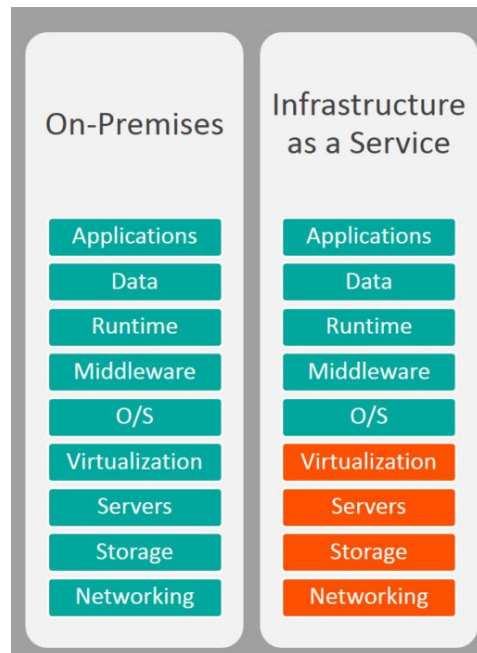 On-Premises
Applications
Data
Runtime
Middleware
O/S
Virtualization
Servers
Storage
Networking
Infrastructure
as a Service
Applications
Data
Runtime
Middleware
O/S
Virtualization
Servers
Storage
Networking